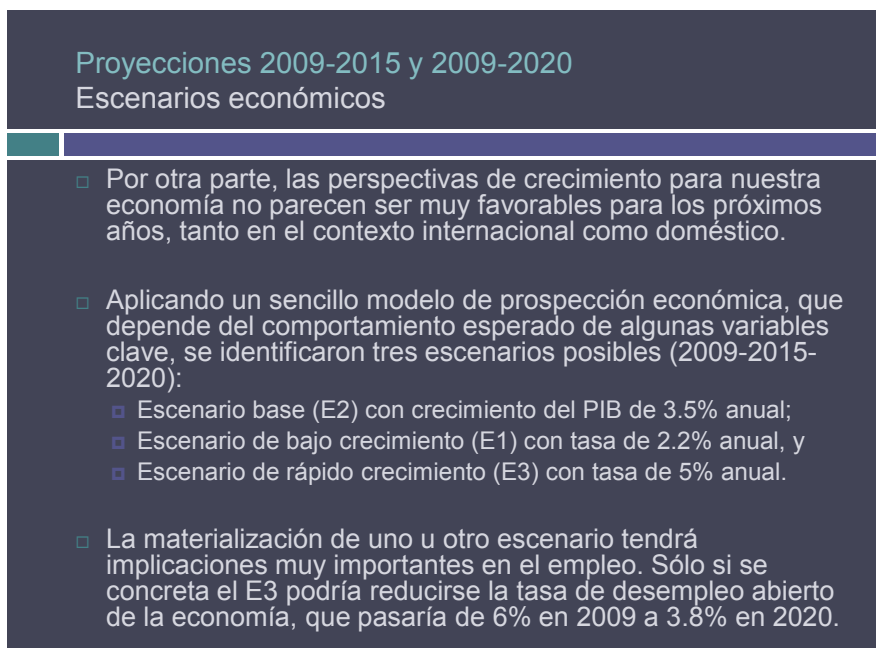 Proyecciones 2009-2015 y 2009-2020
Escenarios económicos
Por otra parte, las perspectivas de crecimiento para nuestra
economía no parecen ser muy favorables para los próximos
años, tanto en el contexto internacional como doméstico.
Aplicando un sencillo modelo de prospección económica, que
depende del comportamiento esperado de algunas variables
clave, se identificaron tres escenarios posibles (2009-2015-
2020):
Escenario base (E2) con crecimiento del PIB de 3.5% anual;
Escenario de bajo crecimiento (E1) con tasa de 2.2% anual, y
Escenario de rápido crecimiento (E3) con tasa de 5% anual.
La materialización de uno u otro escenario tendrá
implicaciones muy importantes en el empleo. Sólo si se
concreta el E3 podría reducirse la tasa de desempleo abierto
de la economía, que pasaría de 6% en 2009 a 3.8% en 2020.